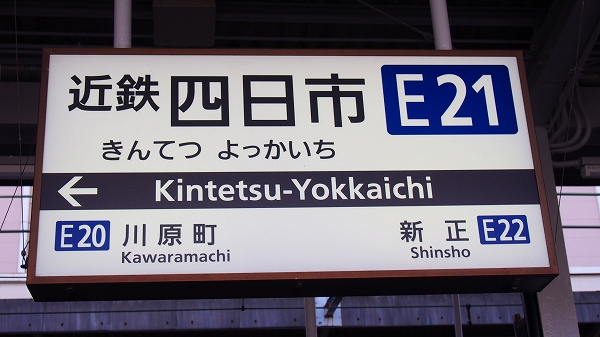 近鉄 四日市 E21
きんてつ よっかいち
← Kintetsu-Yokkaichi
E20 川原町 新正 E22
Kawaramachi Shinsho